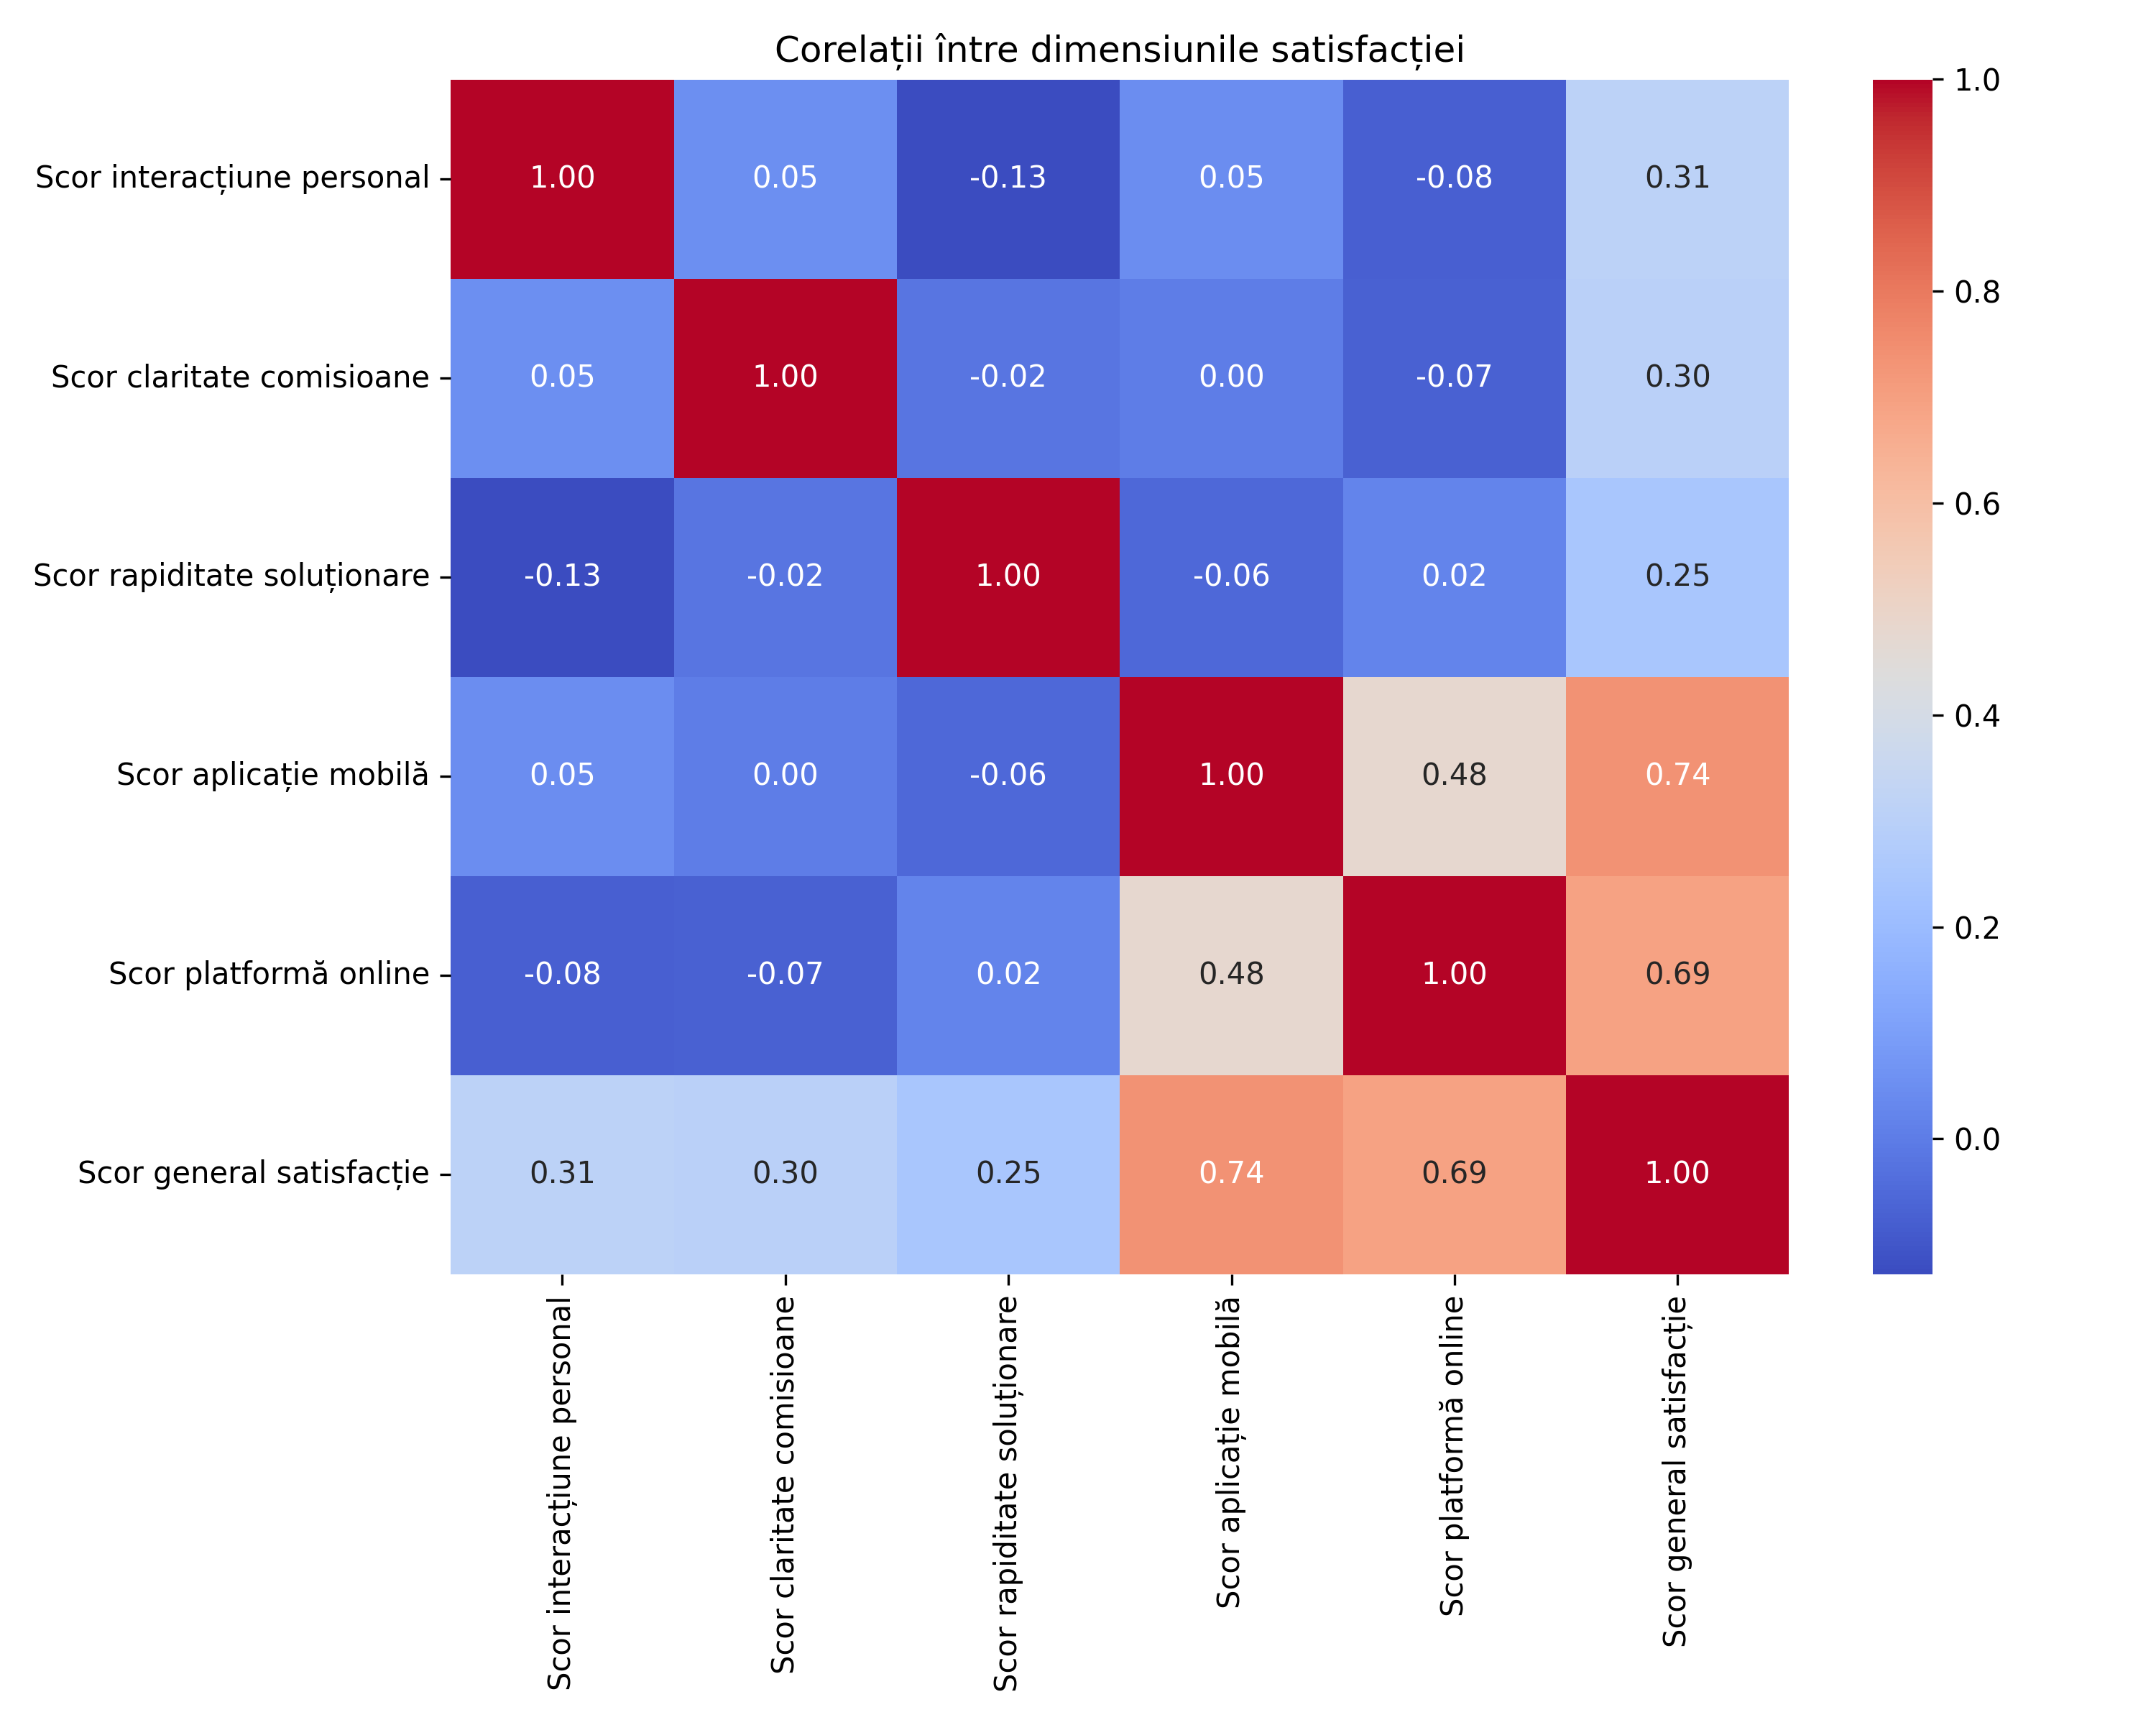 Corelații între dimensiunile satisfacției
Scor interacțiune personal 1.00 0.05 -0.13 0.05 -0.08 0.31
Scor claritate comisioane 0.05 1.00 -0.02 0.00 -0.07 0.30
Scor rapiditate soluționare -0.13 -0.02 1.00 -0.06 0.02 0.25
Scor aplicație mobilă 0.05 0.00 -0.06 1.00 0.48 0.74
Scor platformă online -0.08 -0.07 0.02 0.48 1.00 0.69
Scor general satisfacție 0.31 0.30 0.25 0.74 0.69 1.00
Scor interacțiune personal
Scor claritate comisioane
Scor rapiditate soluționare
Scor aplicație mobilă
Scor platformă online
Scor general satisfacție
1.0
0.8
0.6
0.4
0.2
0.0